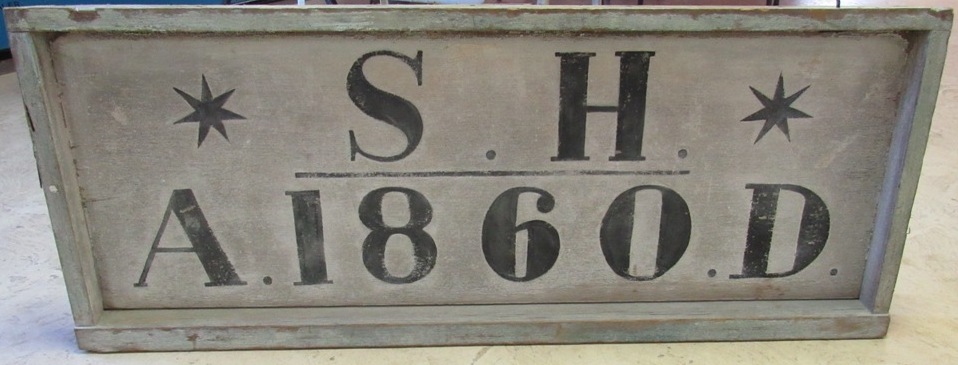 S. H.
A. 1860. D.